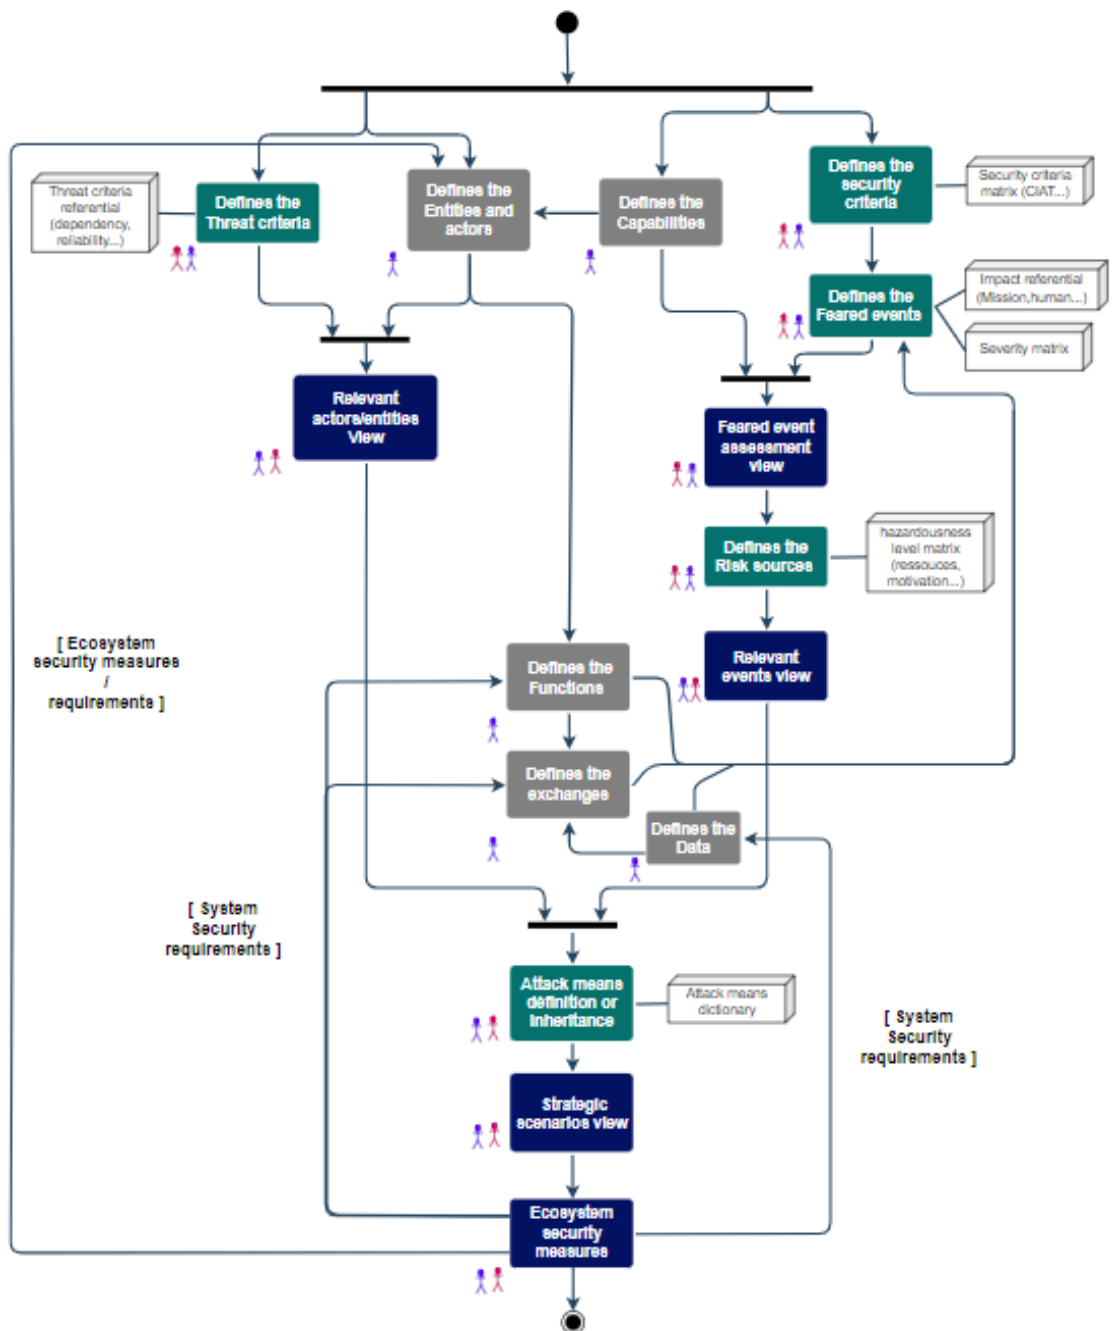 Threat criteria
referential
(dependency,
reliability...)
Defines the
Threat criteria
Defines the
Entities and
actors
Defines the
Capabilities
Defines the
security
criteria
Security criteria
matrix (CIAT...)
Defines the
Feared events
Impact referential
(Mission,human...)
Severity matrix
Relevant
actors/entities
View
Feared event
assessment
view
Defines the
Risk sources
hazardousness
level matrix
(ressouces,
motivation...)
[ Ecosystem
security measures
/
requirements ]
Defines the
Functions
Relevant
events view
Defines the
exchanges
Defines the
Data
[ System
Security
requirements ]
Attack means
definition or
inheritance
Attack means
dictionary
[ System
Security
requirements ]
Strategic
scenarios view
Ecosystem
security
measures